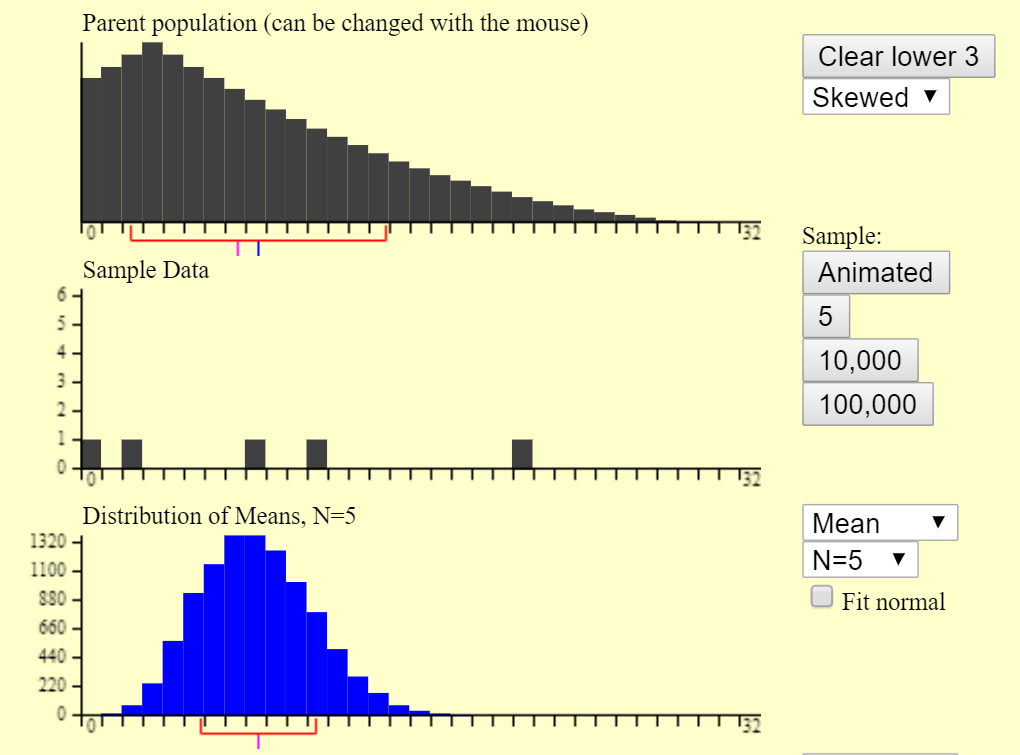 Parent population (can be changed with the mouse)
Clear lower 3
Skewed ▼
0 32
Sample:
Animated
5
10,000
100,000
Sample Data
6
5
4
3
2
1
0
0 32
Distribution of Means, N=5
1320
1100
880
660
440
220
0
0 32
Mean ▼
N=5 ▼
Fit normal